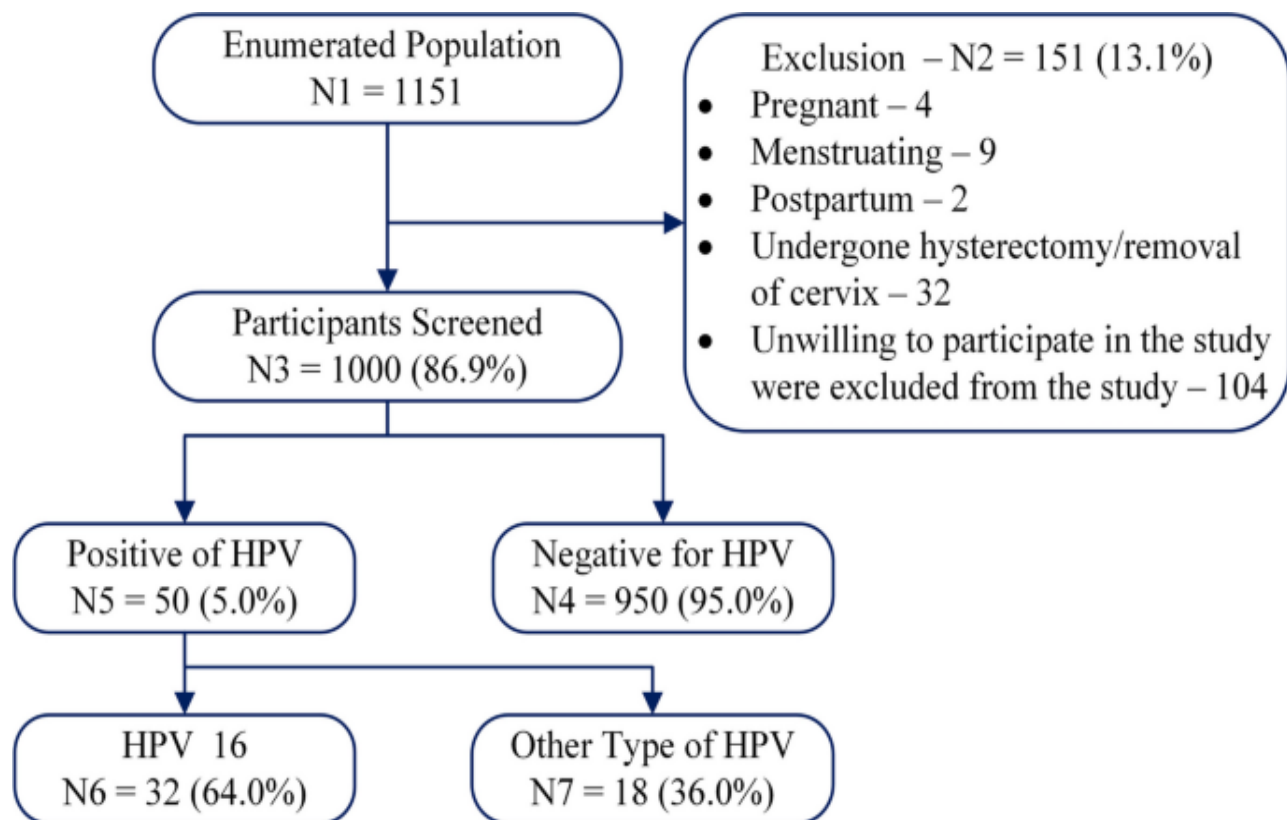 Enumerated Population
N1 = 1151
Exclusion – N2 = 151 (13.1%)
• Pregnant – 4
• Menstruating – 9
• Postpartum – 2
• Undergone hysterectomy/removal
of cervix – 32
• Unwilling to participate in the study
were excluded from the study – 104
Participants Screened
N3 = 1000 (86.9%)
Positive of HPV
N5 = 50 (5.0%)
Negative for HPV
N4 = 950 (95.0%)
HPV 16
N6 = 32 (64.0%)
Other Type of HPV
N7 = 18 (36.0%)